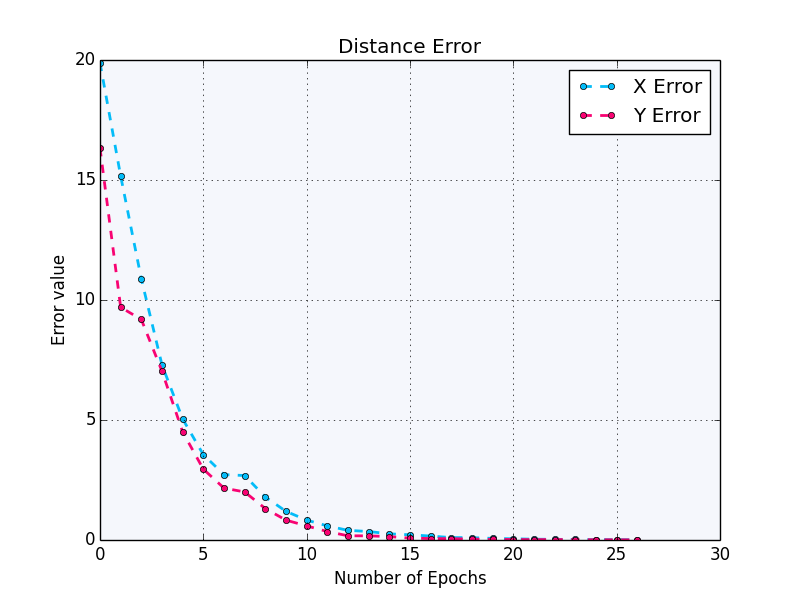 Distance Error
X Error
Y Error
Error value
20
15
10
5
0
0 5 10 15 20 25 30
Number of Epochs